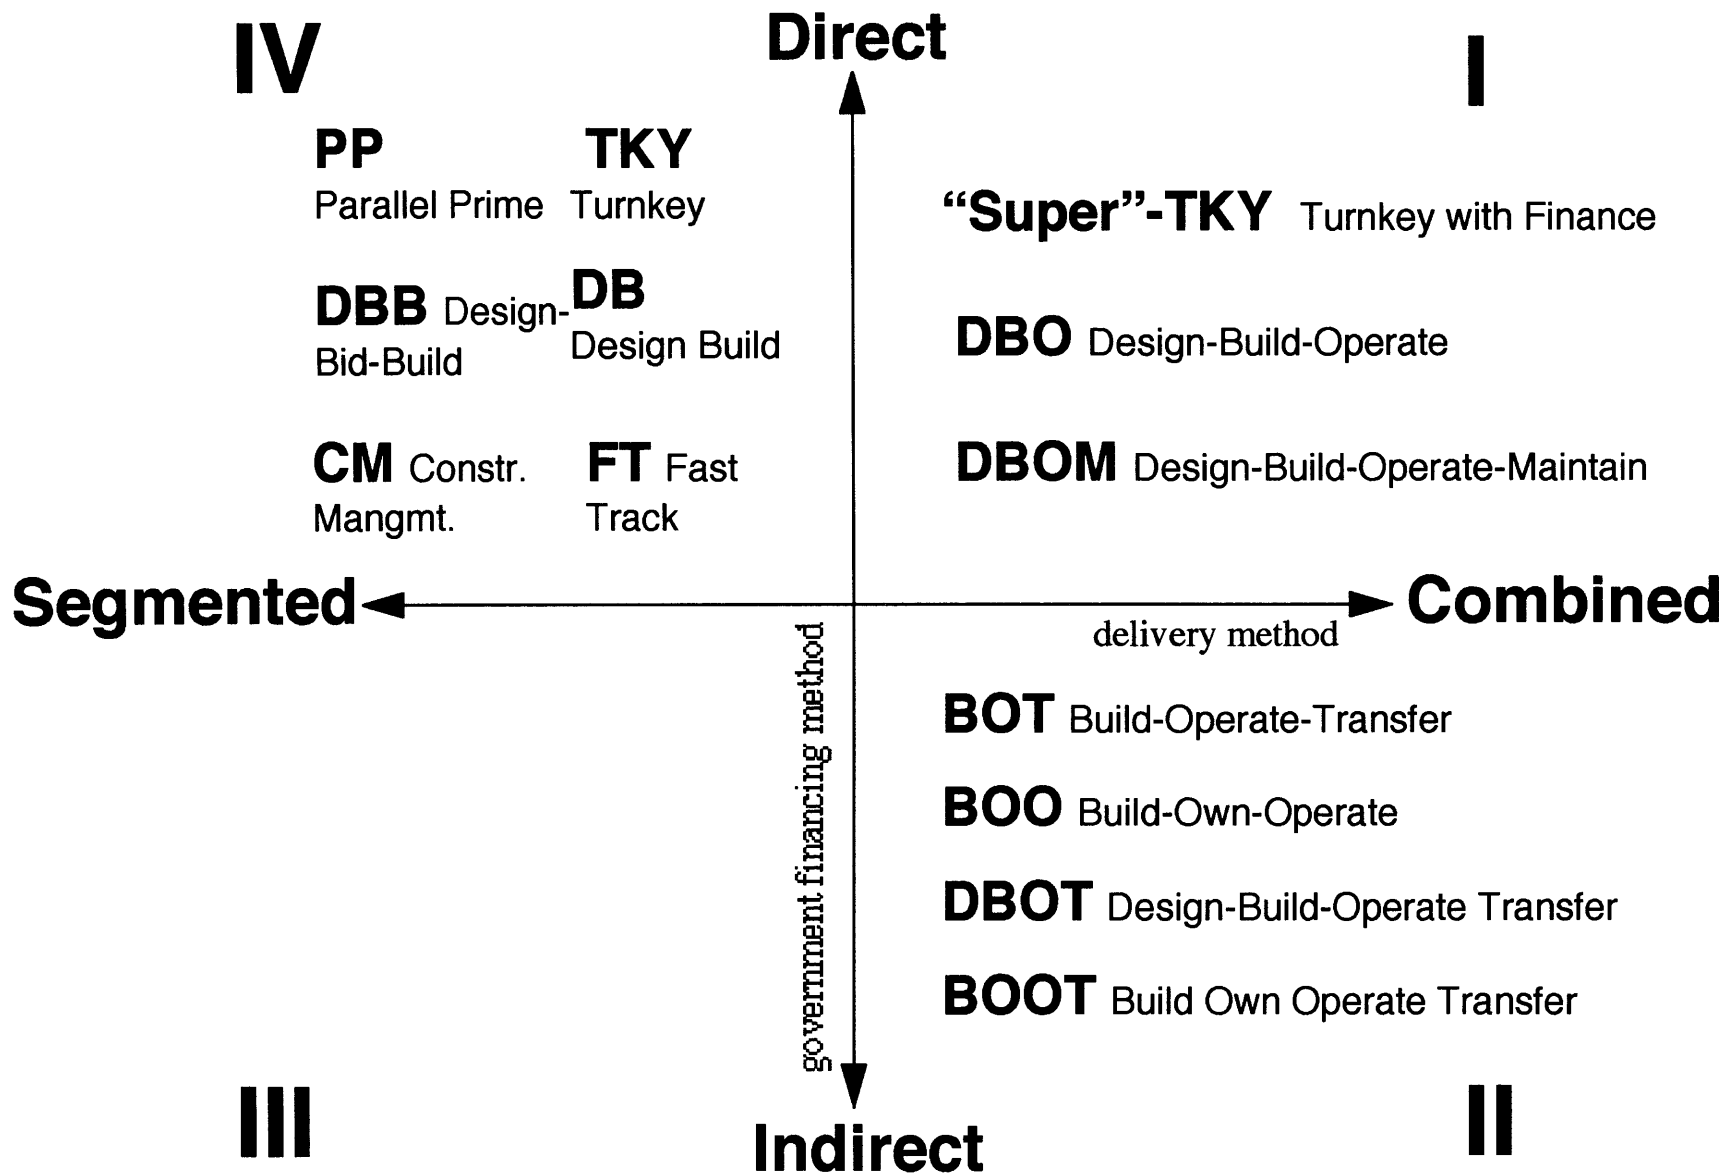 IV
Direct
I
PP
TKY
Parallel Prime
Turnkey
"Super"-TKY Turnkey with Finance
DBB Design-
DB
Bid-Build
Design Build
DBO Design-Build-Operate
CM Constr.
FT Fast
Mangmt.
Track
DBOM Design-Build-Operate-Maintain
Segmented
Combined
delivery method
government financing method
BOT Build-Operate-Transfer
BOO Build-Own-Operate
DBOT Design-Build-Operate Transfer
BOOT Build Own Operate Transfer
III
Indirect
II